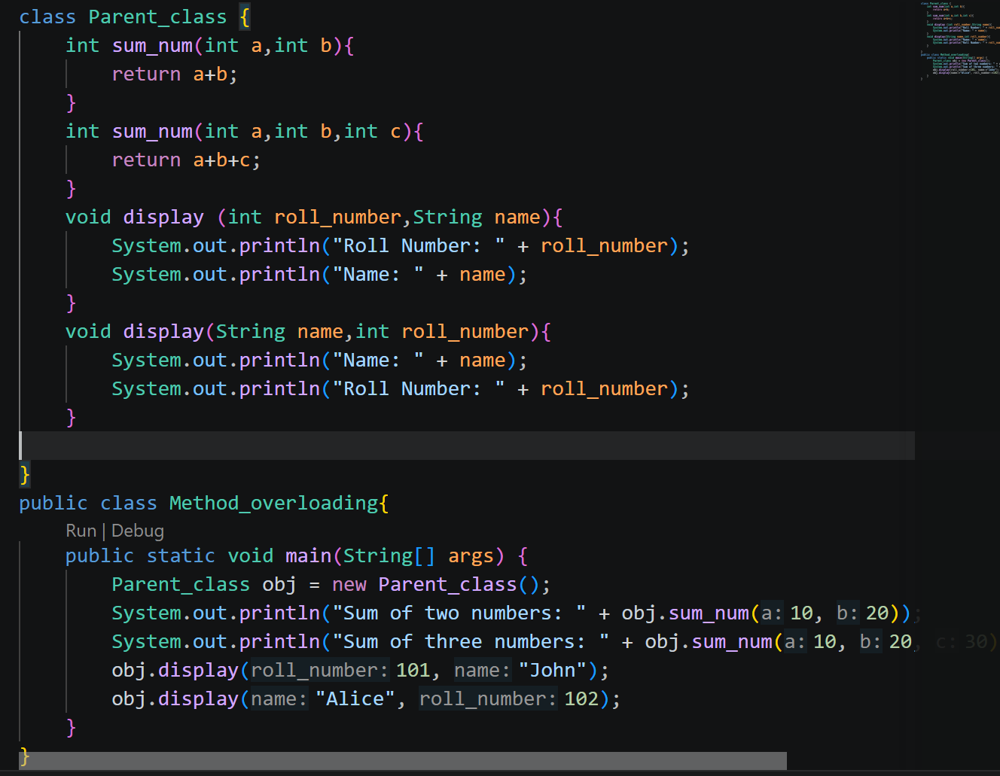 class Parent_class {
    int sum_num(int a,int b){
        return a+b;
    }
    int sum_num(int a,int b,int c){
        return a+b+c;
    }
    void display (int roll_number,String name){
        System.out.println("Roll Number: " + roll_number);
        System.out.println("Name: " + name);
    }
    void display(String name,int roll_number){
        System.out.println("Name: " + name);
        System.out.println("Roll Number: " + roll_number);
    }

}
public class Method_overloading{
    Run | Debug
    public static void main(String[] args) {
        Parent_class obj = new Parent_class();
        System.out.println("Sum of two numbers: " + obj.sum_num(a: 10, b: 20));
        System.out.println("Sum of three numbers: " + obj.sum_num(a: 10, b: 20, c: 30)
        obj.display(roll_number: 101, name: "John");
        obj.display(name: "Alice", roll_number: 102);
    }
}